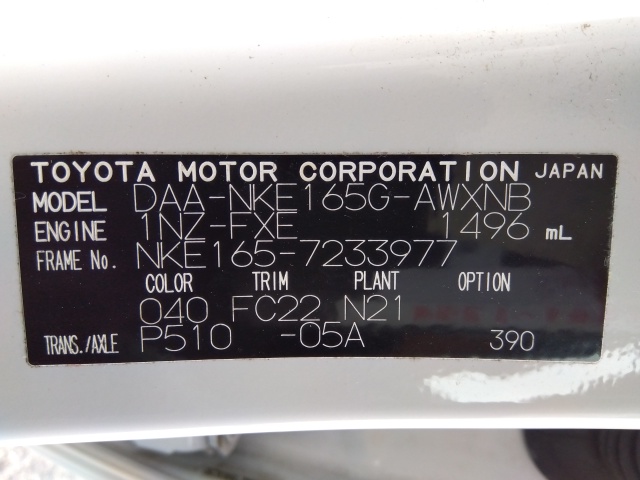 TOYOTA MOTOR CORPORATION JAPAN
MODEL DAA-NKE165G-AWXNB
ENGINE 1NZ-FXE 1496 mL
FRAME No. NKE165-7233977
COLOR TRIM PLANT OPTION
040 FC22 N21
TRANS./AXLE P510 -05A 390